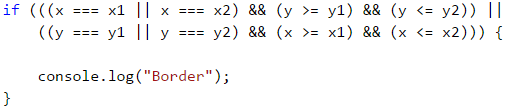 if (((x === x1 || x === x2) && (y >= y1) && (y <= y2)) ||
((y === y1 || y === y2) && (x >= x1) && (x <= x2))) {
console.log("Border");
}